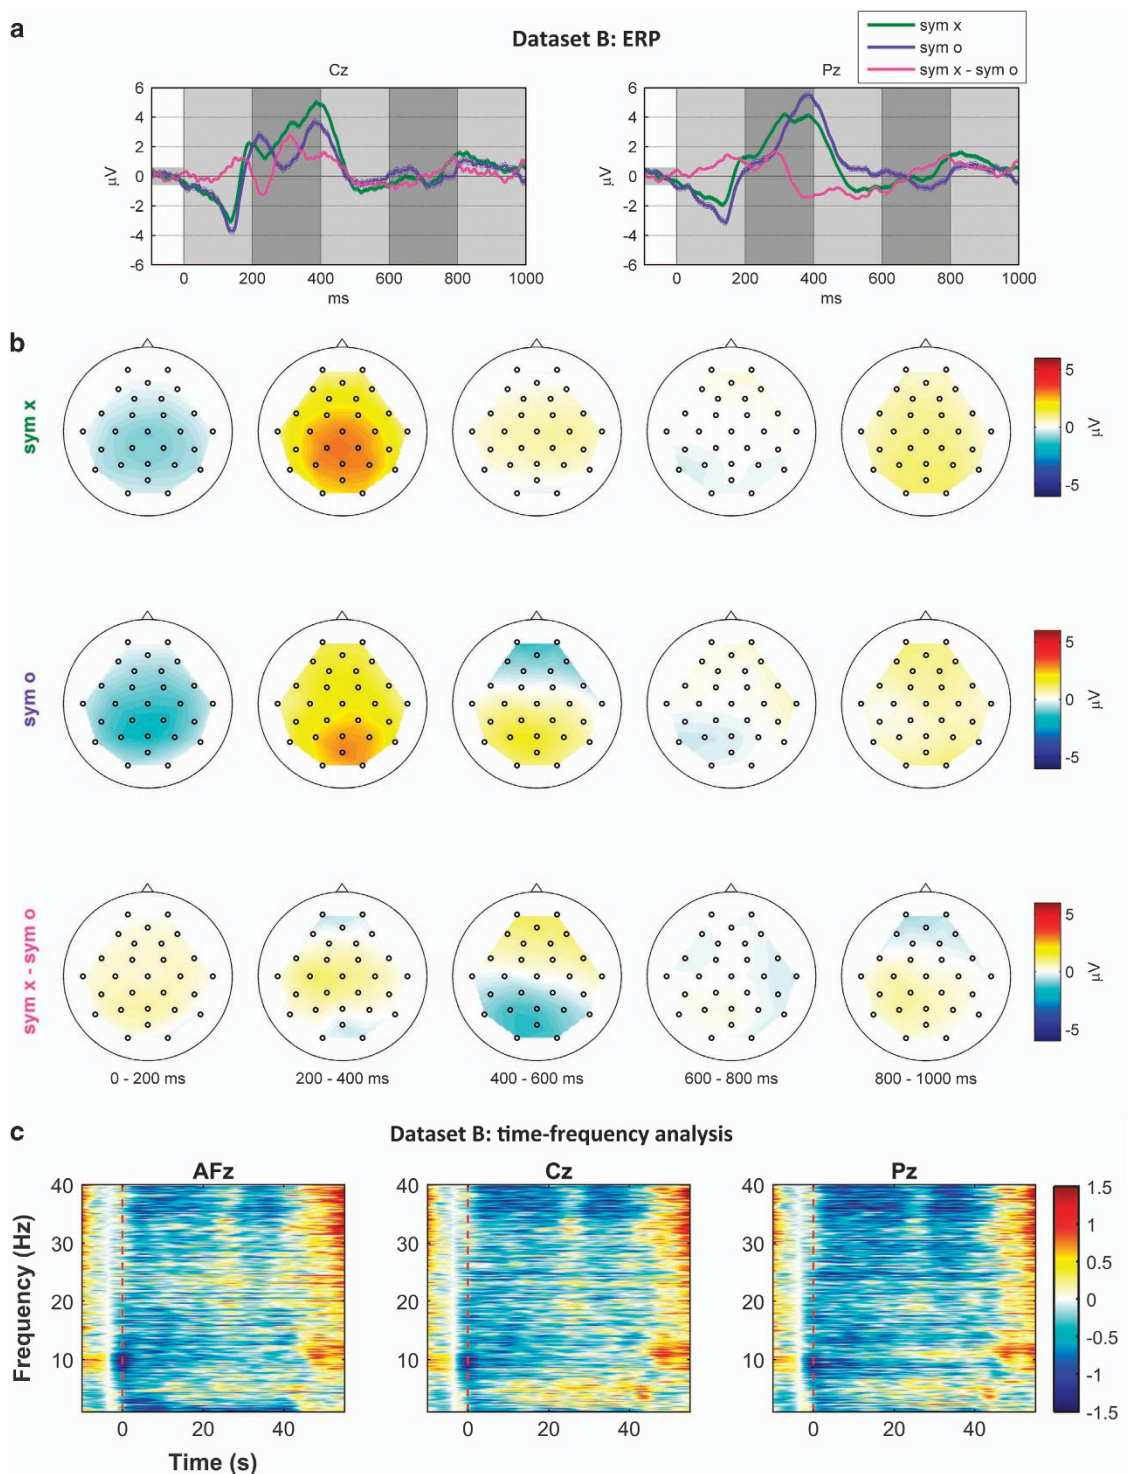 a
Dataset B: ERP
sym x
sym o
sym x - sym o
Cz
Pz
6
4
2
0
-2
-4
-6
μV
0 200 400 600 800 1000
ms
6
4
2
0
-2
-4
-6
μV
0 200 400 600 800 1000
ms
b
sym x
5
0
-5
μV
sym o
5
0
-5
μV
sym x - sym o
5
0
-5
μV
0 - 200 ms 200 - 400 ms 400 - 600 ms 600 - 800 ms 800 - 1000 ms
c
Dataset B: time-frequency analysis
AFz Cz Pz
Frequency (Hz)
40
30
20
10
0 20 40
Time (s)
40
30
20
10
0 20 40
40
30
20
10
0 20 40
1.5
1
0.5
0
-0.5
-1
-1.5